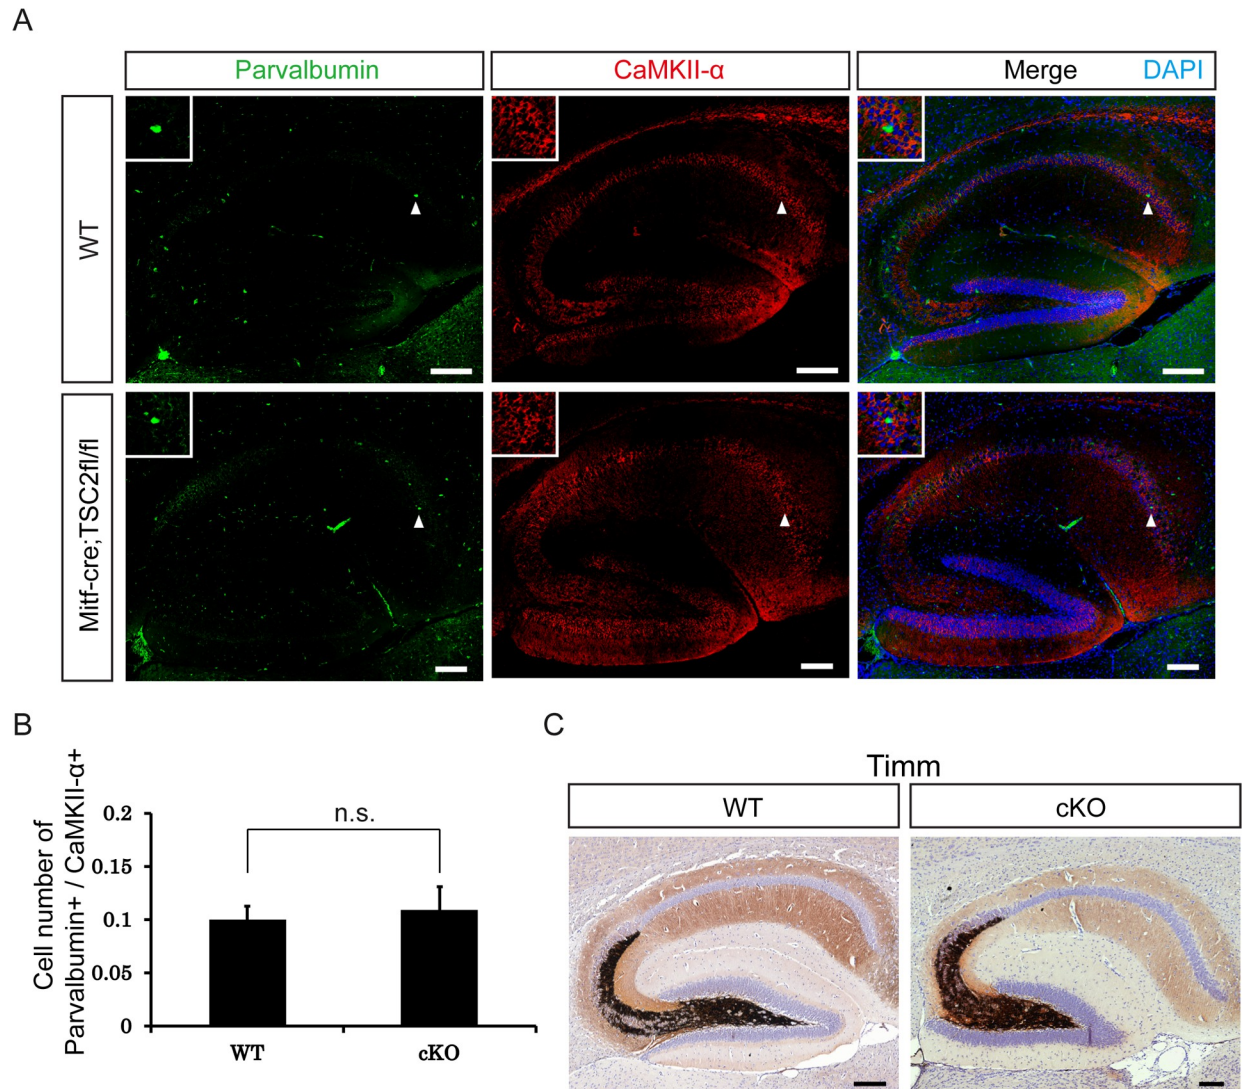 A
Parvalbumin
CaMKII-α
Merge DAPI
WT
Mitf-cre;TSC2fl/fl
B
Cell number of
Parvalbumin+ / CaMKII-α+
0.2
0.15
0.1
0.05
0
n.s.
WT
cKO
C
Timm
WT
cKO